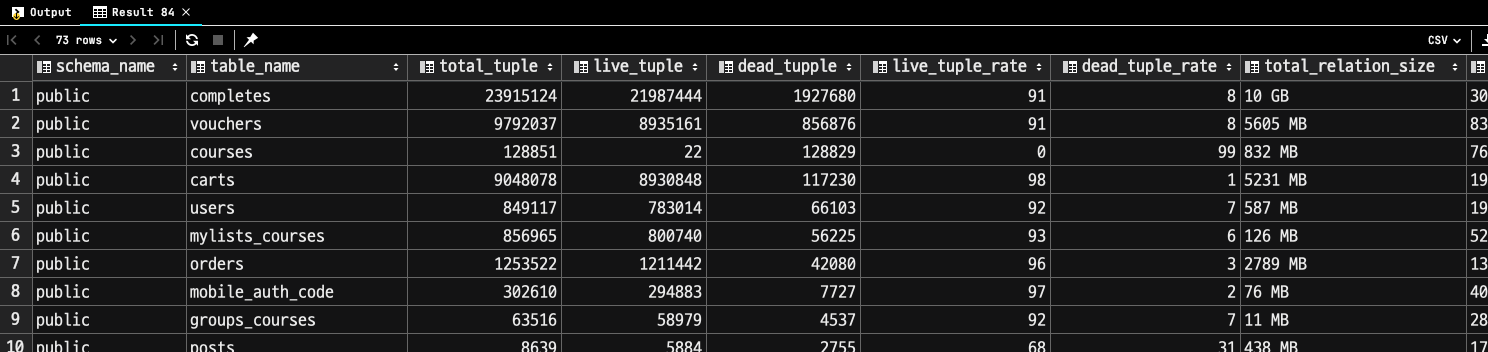 Output Result 84 ×
73 rows CSV
schema_name table_name total_tuple live_tuple dead_tupple live_tuple_rate dead_tuple_rate total_relation_size
1 public completes 23915124 21987444 1927680 91 8 10 GB 30
2 public vouchers 9792037 8935161 856876 91 8 5605 MB 83
3 public courses 128851 22 128829 0 99 832 MB 76
4 public carts 9048078 8930848 117230 98 1 5231 MB 19
5 public users 849117 783014 66103 92 7 587 MB 19
6 public mylists_courses 856965 800740 56225 93 6 126 MB 52
7 public orders 1253522 1211442 42080 96 3 2789 MB 13
8 public mobile_auth_code 302610 294883 7727 97 2 76 MB 40
9 public groups_courses 63516 58979 4537 92 7 11 MB 28
10 public posts 8639 5884 2755 68 31 438 MB 17